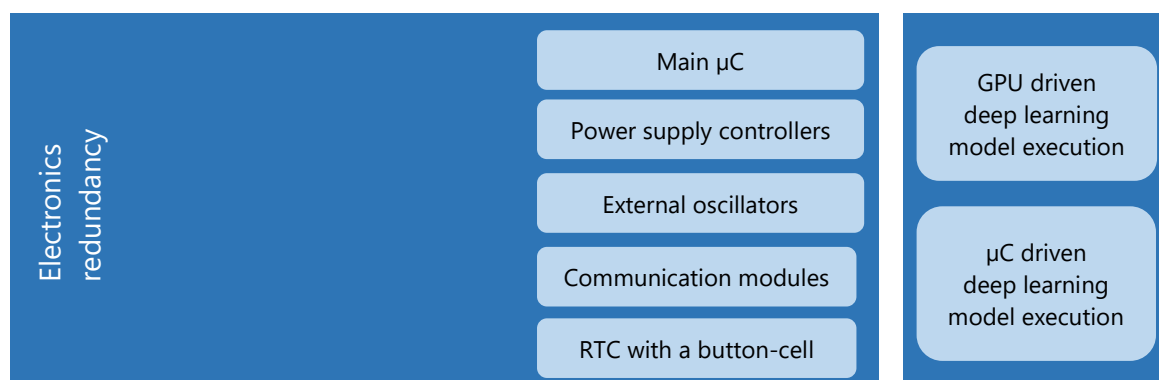 Electronics
redundancy
Main µC
Power supply controllers
External oscillators
Communication modules
RTC with a button-cell
GPU driven
deep learning
model execution
µC driven
deep learning
model execution